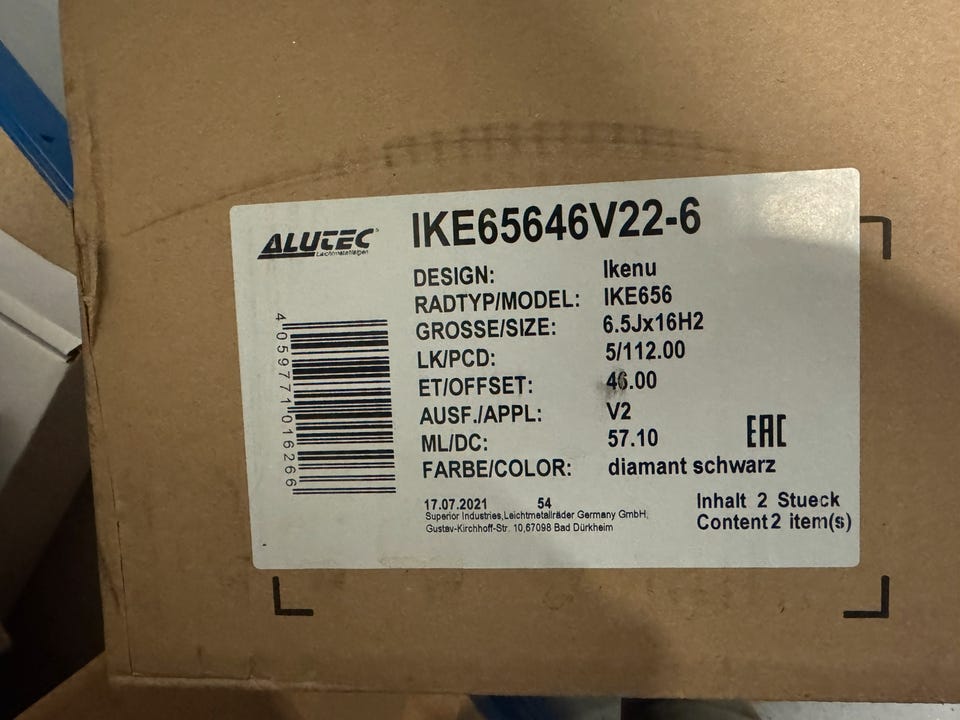 ALUTEC
Leichtmetallfelgen
IKE65646V22-6
DESIGN: Ikenu
RADTYP/MODEL: IKE656
GROSSE/SIZE: 6.5Jx16H2
LK/PCD: 5/112.00
ET/OFFSET: 46.00
AUSF./APPL: V2
ML/DC: 57.10
FARBE/COLOR: diamant schwarz
EAC
4059771016266
17.07.2021 54
Superior Industries,Leichtmetallräder Germany GmbH,
Gustav-Kirchhoff-Str. 10,67098 Bad Dürkheim
Inhalt 2 Stueck
Content 2 item(s)